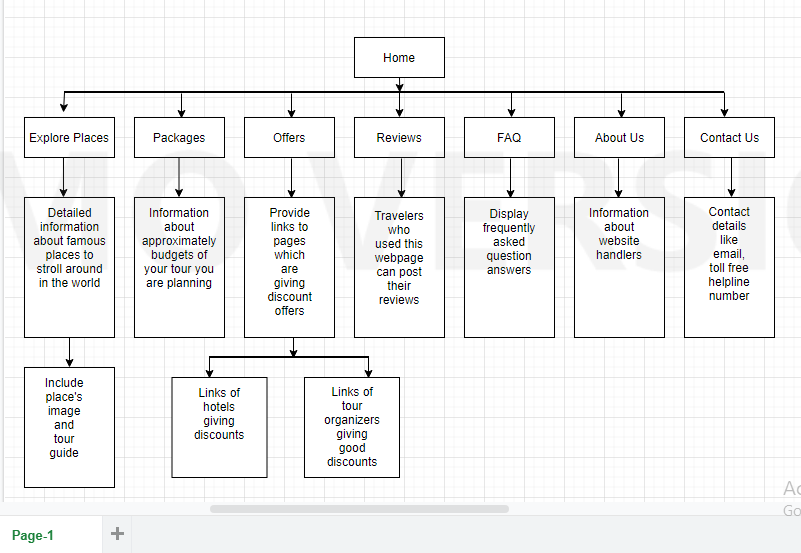 Home
Explore Places
Packages
Offers
Reviews
FAQ
About Us
Contact Us
Detailed
information
about famous
places to
stroll around
in the world
Information
about
approximately
budgets of
your tour you
are planning
Provide
links to
pages
which
are
giving
discount
offers
Travelers
who
used this
webpage
can post
their
reviews
Display
frequently
asked
question
answers
Information
about
website
handlers
Contact
details
like
email,
toll free
helpline
number
Include
place's
image
and
tour
guide
Links of
hotels
giving
discounts
Links of
tour
organizers
giving
good
discounts
VERSI
Page-1